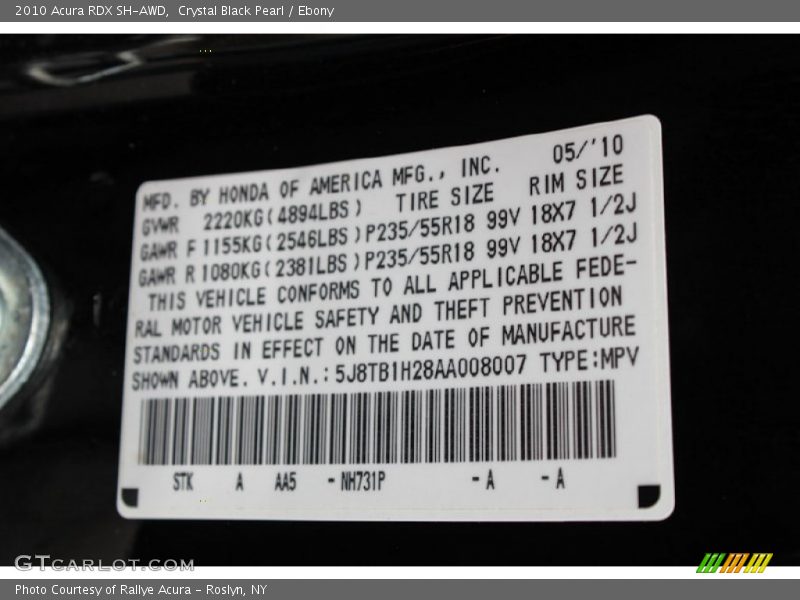 2010 Acura RDX SH-AWD,  Crystal Black Pearl / Ebony
MFD. BY HONDA OF AMERICA MFG., INC. 05/'10
GVWR 2220KG(4894LBS) TIRE SIZE RIM SIZE
GAWR F 1155KG(2546LBS) P235/55R18 99V 18X7 1/2J
GAWR R 1080KG(2381LBS) P235/55R18 99V 18X7 1/2J
THIS VEHICLE CONFORMS TO ALL APPLICABLE FEDE-
RAL MOTOR VEHICLE SAFETY AND THEFT PREVENTION
STANDARDS IN EFFECT ON THE DATE OF MANUFACTURE
SHOWN ABOVE. V.I.N.: 5J8TB1H28AA008007 TYPE:MPV
STK A AA5 - NH731P - A - A
GTCARLOT.COM
Photo Courtesy of Rallye Acura - Roslyn, NY